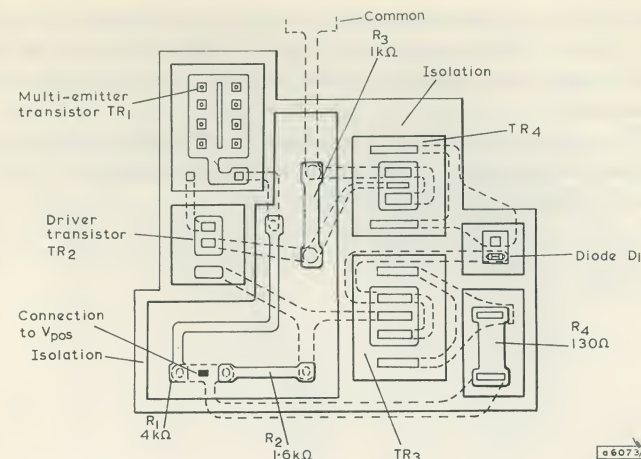 Common
R3
1kΩ
Isolation
Multi-emitter
transistor TR1
TR4
Driver
transistor
TR2
Diode D1
Connection
to Vpos
Isolation
R4
130Ω
R1
4kΩ
R2
1·6kΩ
TR3
a6073